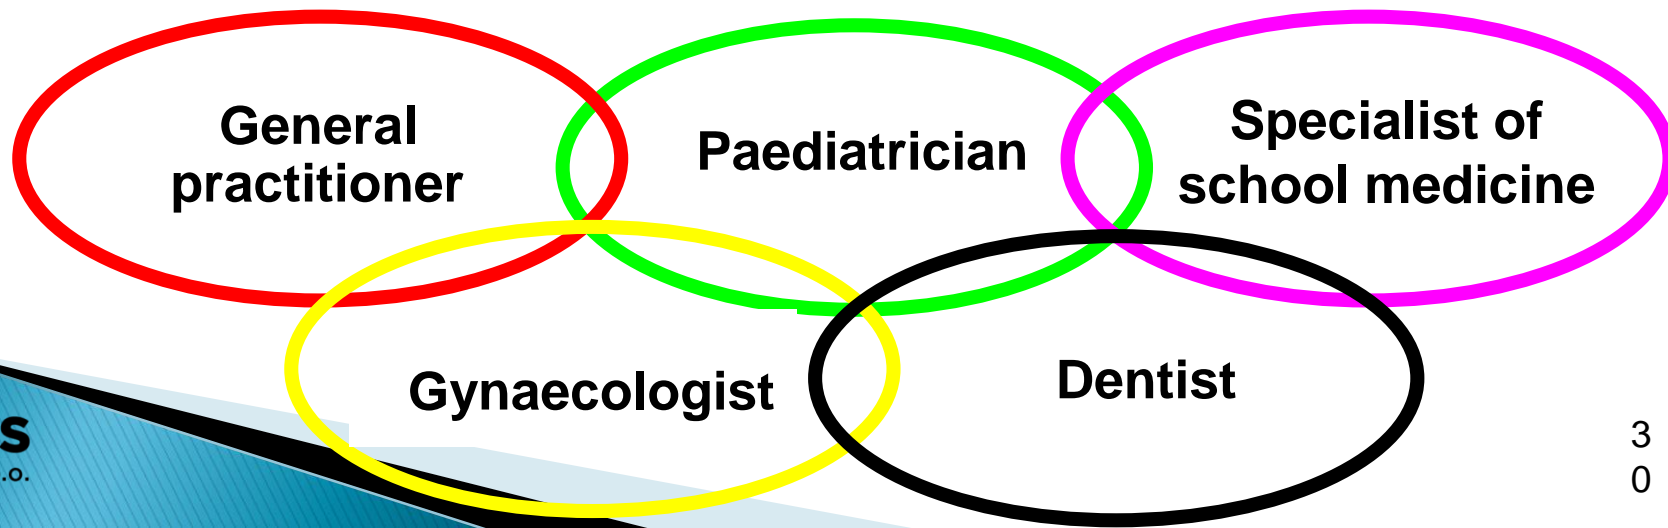 General
practitioner
Paediatrician
Specialist of
school medicine
Gynaecologist
Dentist
s
.o.
3
0